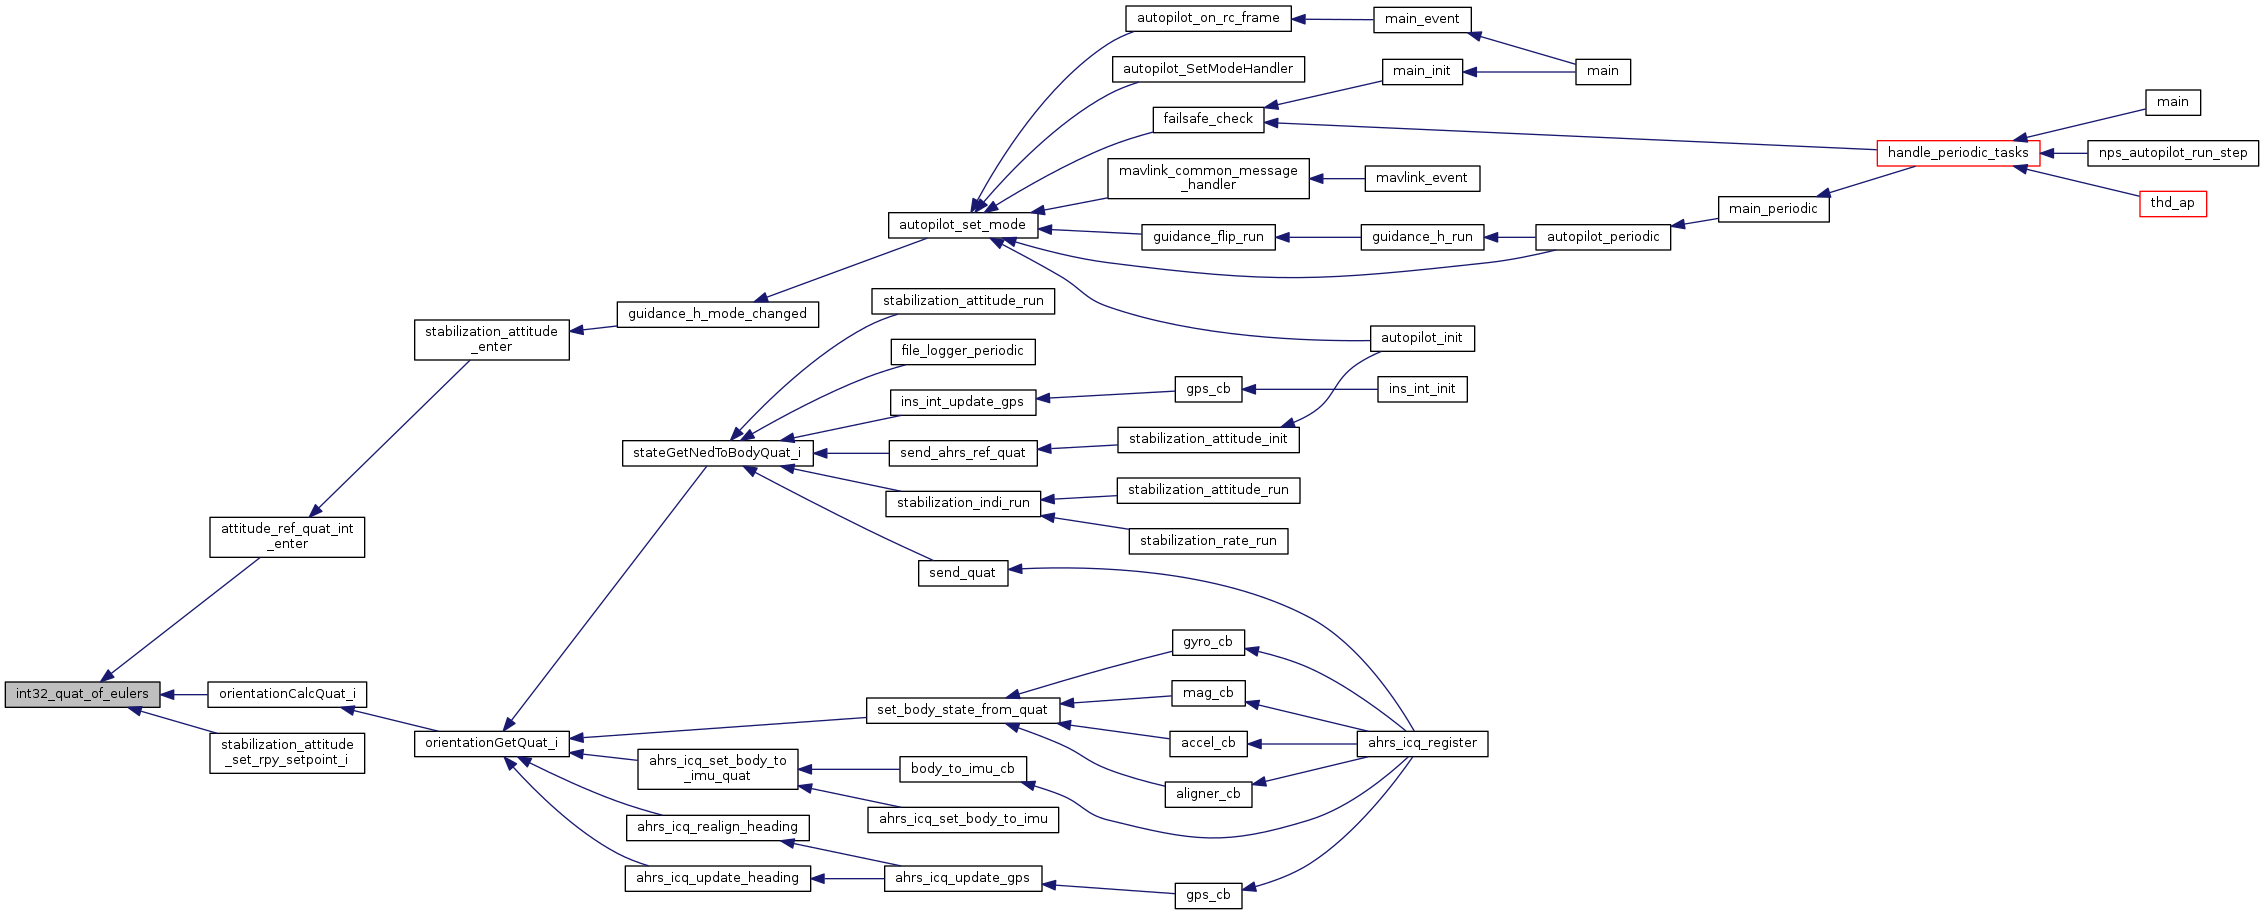 autopilot_on_rc_frame
main_event
autopilot_SetModeHandler
main_init
main
failsafe_check
main
handle_periodic_tasks
nps_autopilot_run_step
mavlink_common_message
_handler
mavlink_event
thd_ap
main_periodic
autopilot_set_mode
guidance_flip_run
guidance_h_run
autopilot_periodic
stabilization_attitude_run
guidance_h_mode_changed
stabilization_attitude
_enter
autopilot_init
file_logger_periodic
gps_cb
ins_int_init
ins_int_update_gps
stabilization_attitude_init
stateGetNedToBodyQuat_i
send_ahrs_ref_quat
stabilization_attitude_run
stabilization_indi_run
attitude_ref_quat_int
_enter
stabilization_rate_run
send_quat
gyro_cb
int32_quat_of_eulers
orientationCalcQuat_i
mag_cb
set_body_state_from_quat
stabilization_attitude
_set_rpy_setpoint_i
orientationGetQuat_i
accel_cb
ahrs_icq_register
ahrs_icq_set_body_to
_imu_quat
body_to_imu_cb
aligner_cb
ahrs_icq_set_body_to_imu
ahrs_icq_realign_heading
ahrs_icq_update_heading
ahrs_icq_update_gps
gps_cb